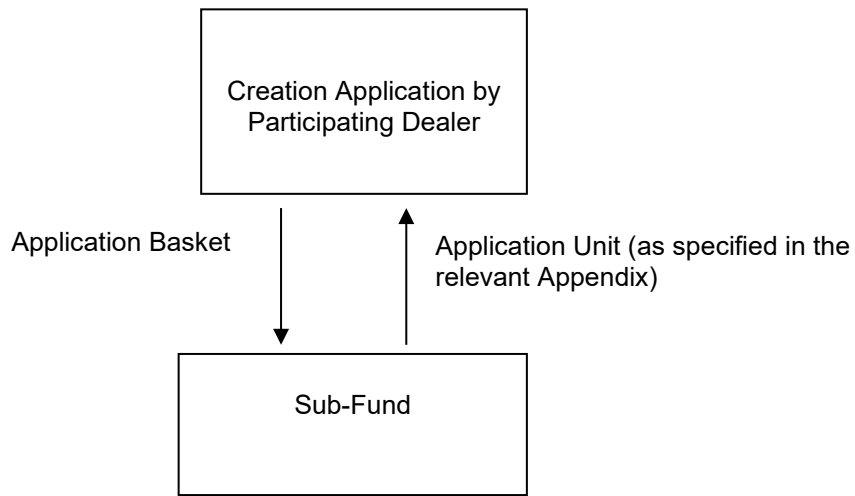 Creation Application by
Participating Dealer
Application Basket
Application Unit (as specified in the
relevant Appendix)
Sub-Fund